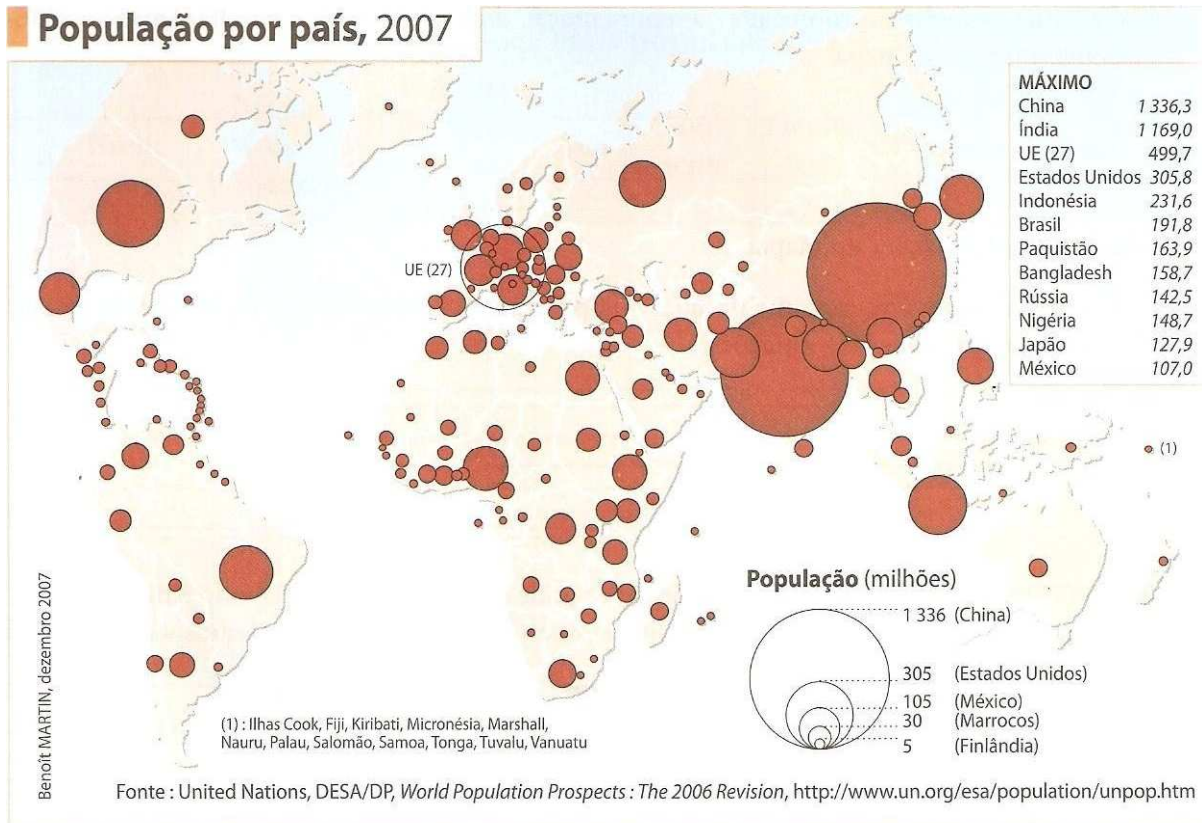 População por país, 2007
MÁXIMO
China 1 336,3
Índia 1 169,0
UE (27) 499,7
Estados Unidos 305,8
Indonésia 231,6
Brasil 191,8
Paquistão 163,9
Bangladesh 158,7
Rússia 142,5
Nigéria 148,7
Japão 127,9
México 107,0
UE (27)
(1)
População (milhões)
1 336 (China)
305 (Estados Unidos)
105 (México)
30 (Marrocos)
5 (Finlândia)
(1) : Ilhas Cook, Fiji, Kiribati, Micronésia, Marshall,
Nauru, Palau, Salomão, Samoa, Tonga, Tuvalu, Vanuatu
Benoît MARTIN, dezembro 2007
Fonte : United Nations, DESA/DP, World Population Prospects : The 2006 Revision, http://www.un.org/esa/population/unpop.htm